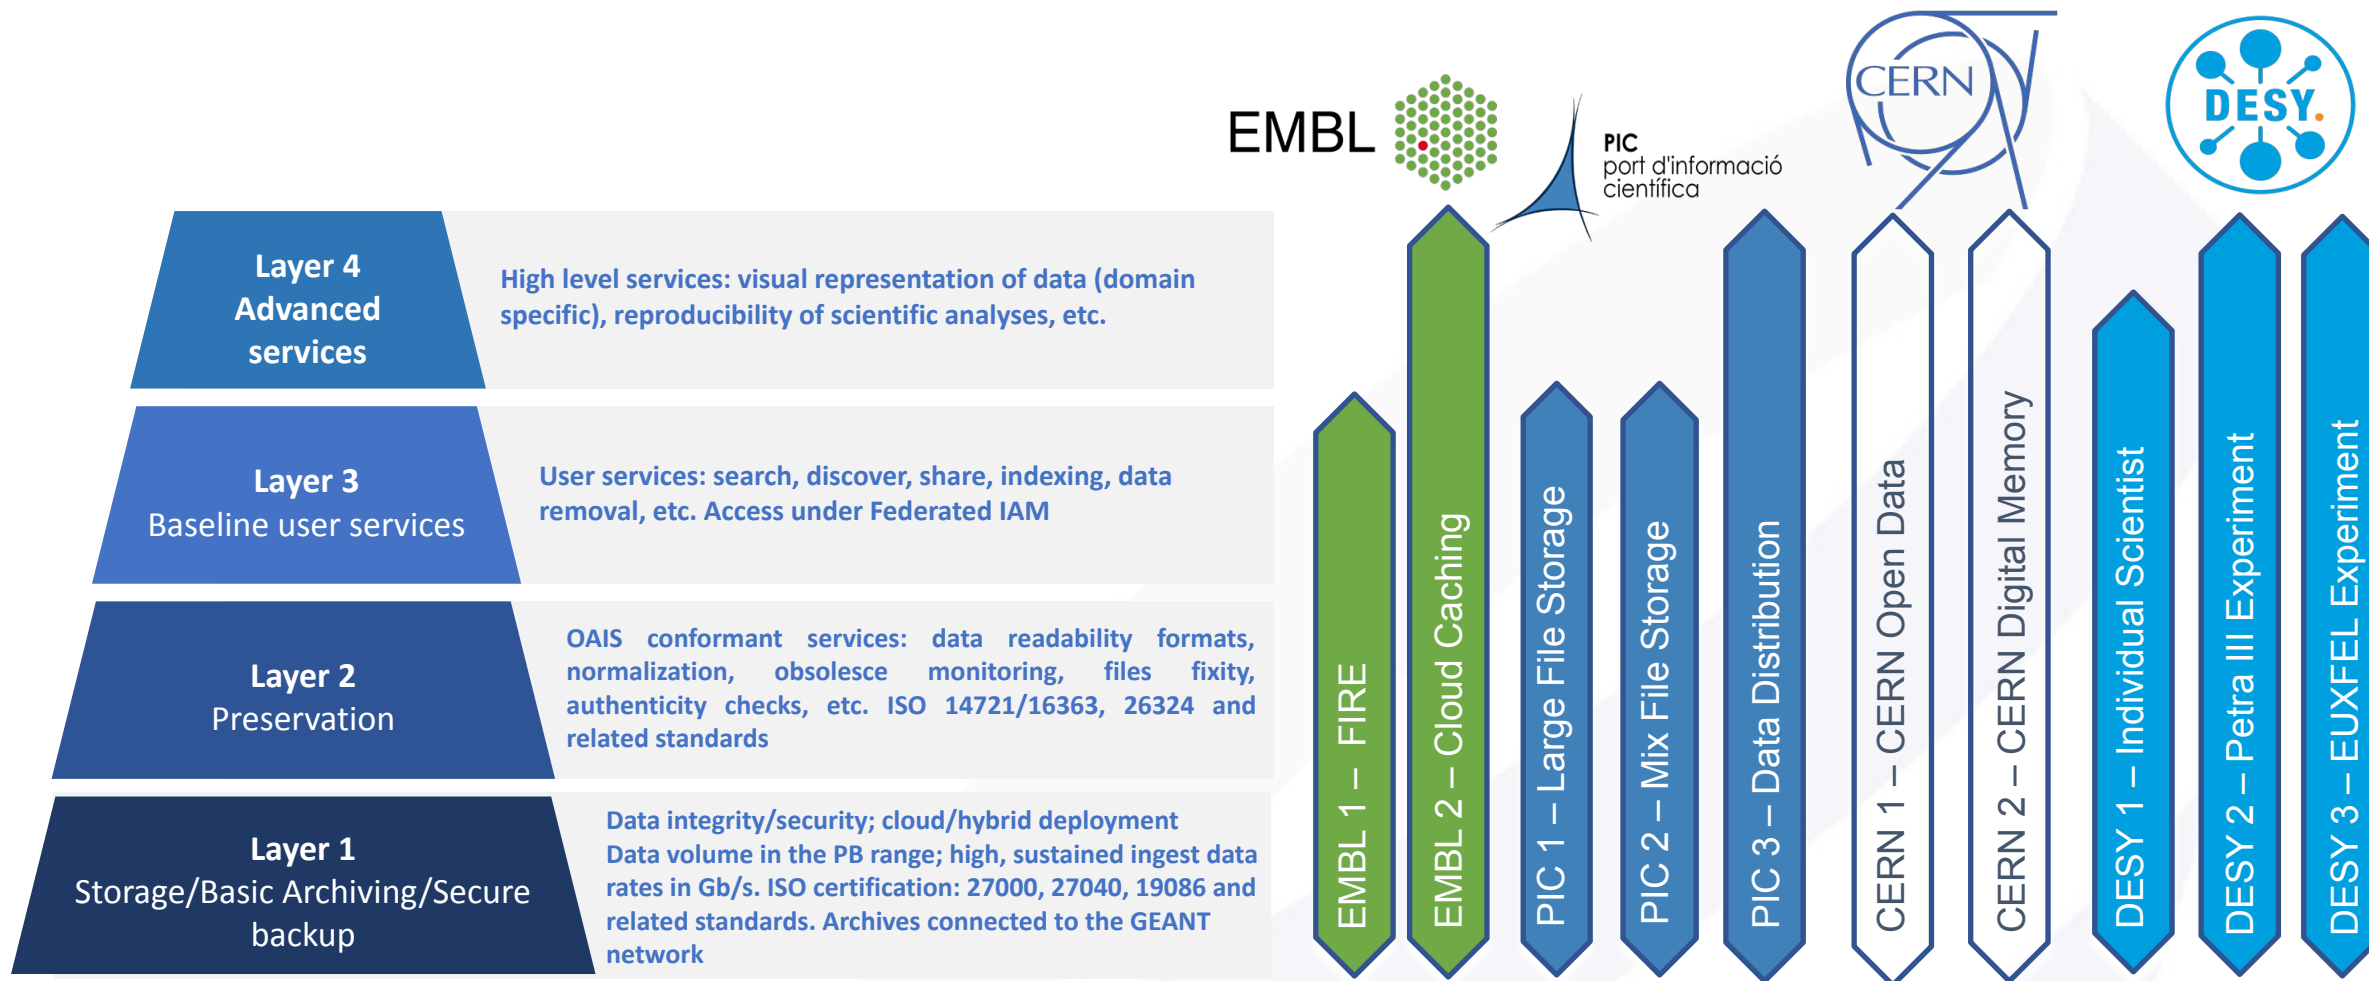 EMBL
PIC
port d'informació
científica
CERN
DESY.
Layer 4
Advanced
services
High level services: visual representation of data (domain
specific), reproducibility of scientific analyses, etc.
Layer 3
Baseline user services
User services: search, discover, share, indexing, data
removal, etc. Access under Federated IAM
Layer 2
Preservation
OAIS conformant services: data readability formats,
normalization, obsolesce monitoring, files fixity,
authenticity checks, etc. ISO 14721/16363, 26324 and
related standards
Layer 1
Storage/Basic Archiving/Secure
backup
Data integrity/security; cloud/hybrid deployment
Data volume in the PB range; high, sustained ingest data
rates in Gb/s. ISO certification: 27000, 27040, 19086 and
related standards. Archives connected to the GEANT
network
EMBL 1 – FIRE
EMBL 2 – Cloud Caching
PIC 1 – Large File Storage
PIC 2 – Mix File Storage
PIC 3 – Data Distribution
CERN 1 – CERN Open Data
CERN 2 – CERN Digital Memory
DESY 1 – Individual Scientist
DESY 2 – Petra III Experiment
DESY 3 – EUXFEL Experiment